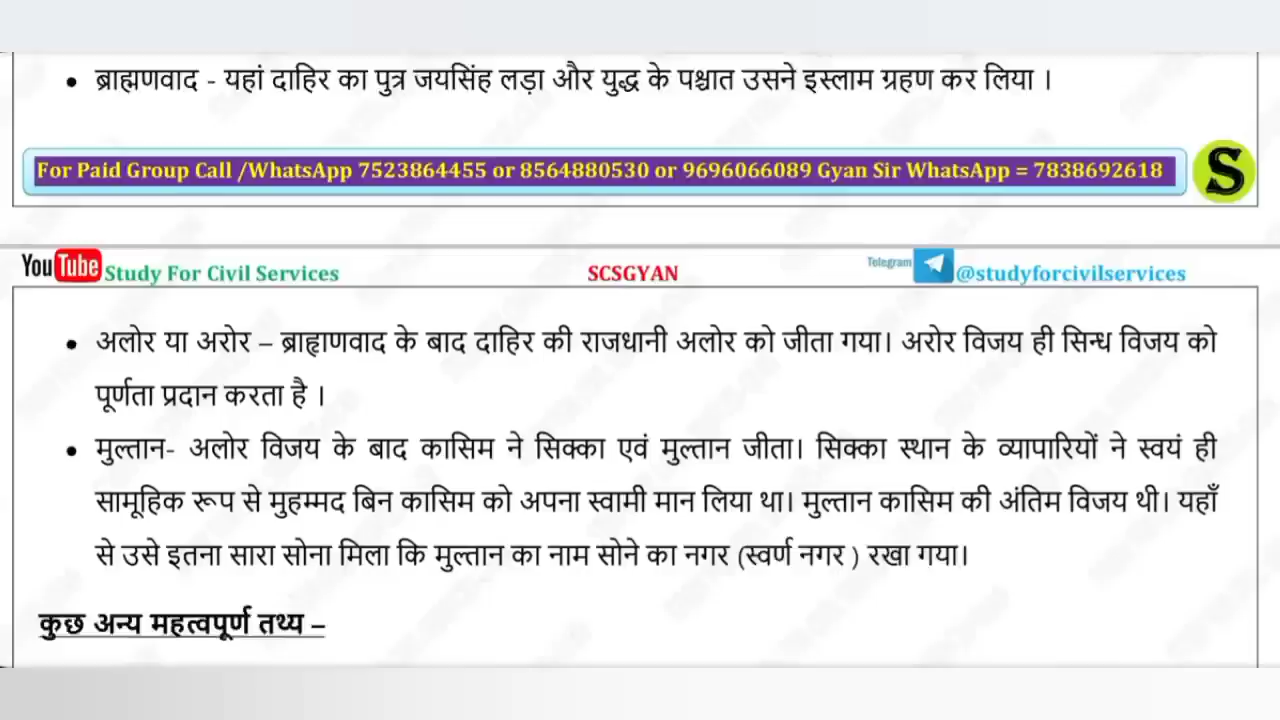 • ब्राह्मणवाद - यहां दाहिर का पुत्र जयसिंह लड़ा और युद्ध के पश्चात उसने इस्लाम ग्रहण कर लिया ।
For Paid Group Call /WhatsApp 7523864455 or 8564880530 or 9696066089 Gyan Sir WhatsApp = 7838692618
S
YouTube Study For Civil Services SCSGYAN Telegram @studyforcivilservices
• अलोर या अरोर – ब्राह्राणवाद के बाद दाहिर की राजधानी अलोर को जीता गया। अरोर विजय ही सिन्ध विजय को
पूर्णता प्रदान करता है ।
• मुल्तान- अलोर विजय के बाद कासिम ने सिक्का एवं मुल्तान जीता। सिक्का स्थान के व्यापारियों ने स्वयं ही
सामूहिक रूप से मुहम्मद बिन कासिम को अपना स्वामी मान लिया था। मुल्तान कासिम की अंतिम विजय थी। यहाँ
से उसे इतना सारा सोना मिला कि मुल्तान का नाम सोने का नगर (स्वर्ण नगर ) रखा गया।
कुछ अन्य महत्वपूर्ण तथ्य –